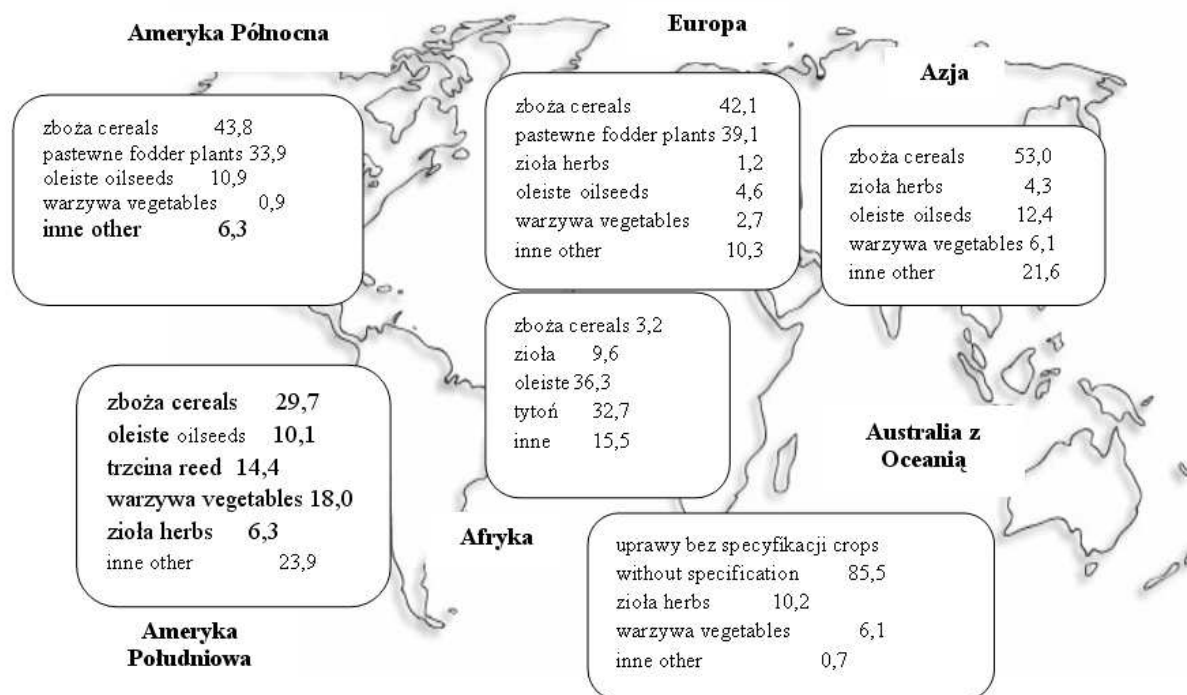 Ameryka Północna
zboża cereals 43,8
pastewne fodder plants 33,9
oleiste oilseeds 10,9
warzywa vegetables 0,9
inne other 6,3
Europa
zboża cereals 42,1
pastewne fodder plants 39,1
zioła herbs 1,2
oleiste oilseeds 4,6
warzywa vegetables 2,7
inne other 10,3
Azja
zboża cereals 53,0
zioła herbs 4,3
oleiste oilseds 12,4
warzywa vegetables 6,1
inne other 21,6
zboża cereals 3,2
zioła 9,6
oleiste 36,3
tytoń 32,7
inne 15,5
Afryka
zboża cereals 29,7
oleiste oilseeds 10,1
trzcina reed 14,4
warzywa vegetables 18,0
zioła herbs 6,3
inne other 23,9
Ameryka
Południowa
Australia z
Oceanią
uprawy bez specyfikacji crops
without specification 85,5
zioła herbs 10,2
warzywa vegetables 6,1
inne other 0,7